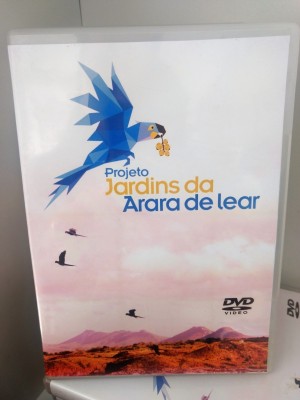 Projeto
Jardins da
Arara de lear
DVD
VIDEO